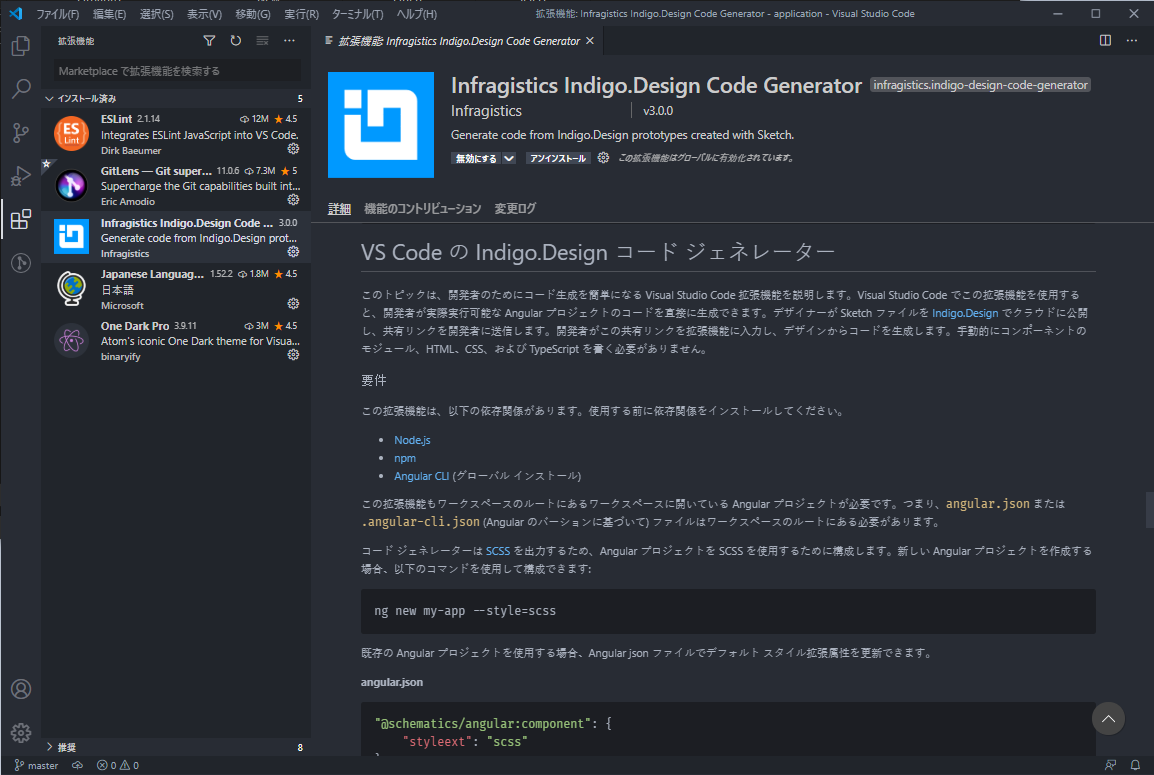 ファイル(F) 編集(E) 選択(S) 表示(V) 移動(G) 実行(R) ターミナル(T) ヘルプ(H) 拡張機能: Infragistics Indigo.Design Code Generator - application - Visual Studio Code
拡張機能
拡張機能: Infragistics Indigo.Design Code Generator
Marketplace で拡張機能を検索する
インストール済み 5
ESLint 2.1.14 12M 4.5
Integrates ESLint JavaScript into VS Code.
Dirk Baeumer
GitLens — Git super... 11.0.6 7.3M 5
Supercharge the Git capabilities built int...
Eric Amodio
Infragistics Indigo.Design Code ... 3.0.0
Generate code from Indigo.Design prot...
Infragistics
Japanese Languag... 1.52.2 1.8M 4.5
日本語
Microsoft
One Dark Pro 3.9.11 3M 4.5
Atom's iconic One Dark theme for Visua...
binaryify
推奨 8
Infragistics Indigo.Design Code Generator infragistics.indigo-design-code-generator
Infragistics v3.0.0
Generate code from Indigo.Design prototypes created with Sketch.
無効にする アンインストール この拡張機能はグローバルに有効化されています。
詳細 機能のコントリビューション 変更ログ
VS Code の Indigo.Design コード ジェネレーター
このトピックは、開発者のためにコード生成を簡単になる Visual Studio Code 拡張機能を説明します。Visual Studio Code でこの拡張機能を使用する
と、開発者が実際実行可能な Angular プロジェクトのコードを直接に生成できます。デザイナーが Sketch ファイルを Indigo.Design でクラウドに公開
し、共有リンクを開発者に送信します。開発者がこの共有リンクを拡張機能に入力し、デザインからコードを生成します。手動的にコンポーネントの
モジュール、HTML、CSS、および TypeScript を書く必要がありません。
要件
この拡張機能は、以下の依存関係があります。使用する前に依存関係をインストールしてください。
Node.js
npm
Angular CLI (グローバル インストール)
この拡張機能もワークスペースのルートにあるワークスペースに開いている Angular プロジェクトが必要です。つまり、angular.json または
.angular-cli.json (Angular のバーションに基づいて) ファイルはワークスペースのルートにある必要があります。
コード ジェネレーターは SCSS を出力するため、Angular プロジェクトを SCSS を使用するために構成します。新しい Angular プロジェクトを作成する
場合、以下のコマンドを使用して構成できます:
ng new my-app --style=scss
既存の Angular プロジェクトを使用する場合、Angular json ファイルでデフォルト スタイル拡張属性を更新できます。
angular.json
"@schematics/angular:component": {
"styleext": "scss"
master 0 0